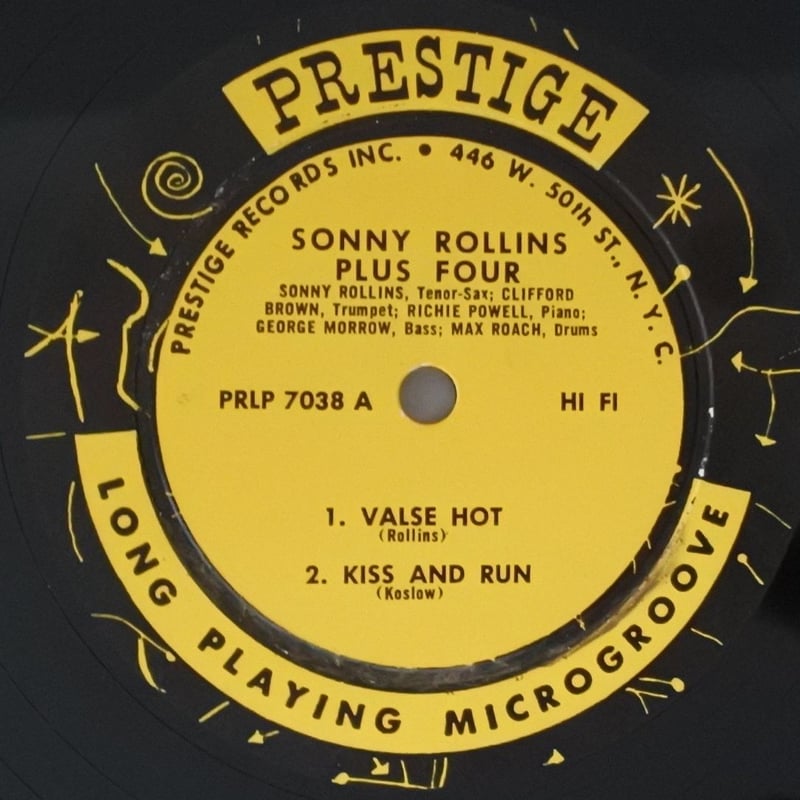 PRESTIGE
PRESTIGE RECORDS INC. • 446 W. 50th ST., N. Y. C.
SONNY ROLLINS
PLUS FOUR
SONNY ROLLINS, Tenor-Sax; CLIFFORD
BROWN, Trumpet; RICHIE POWELL, Piano;
GEORGE MORROW, Bass; MAX ROACH, Drums
PRLP 7038 A HI FI
1. VALSE HOT
(Rollins)
2. KISS AND RUN
(Koslow)
LONG PLAYING MICROGROOVE